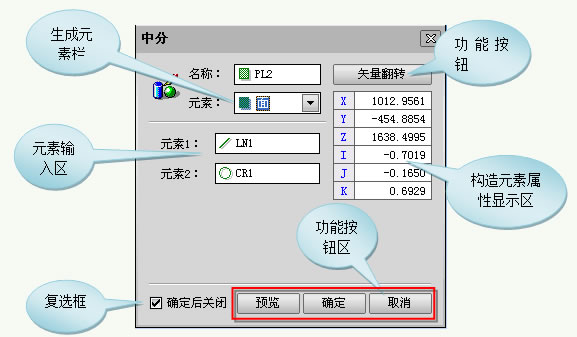 生成元
素栏
中分
功 能 按
钮
名称：
PL2
矢量翻转
元素：
X 1012.9561
Y -454.8854
Z 1638.4995
I -0.7019
J -0.1650
K 0.6929
元素输
入区
元素1：
LN1
元素2：
CR1
构造元素属
性显示区
功能按
钮区
复选框
确定后关闭
预览
确定
取消